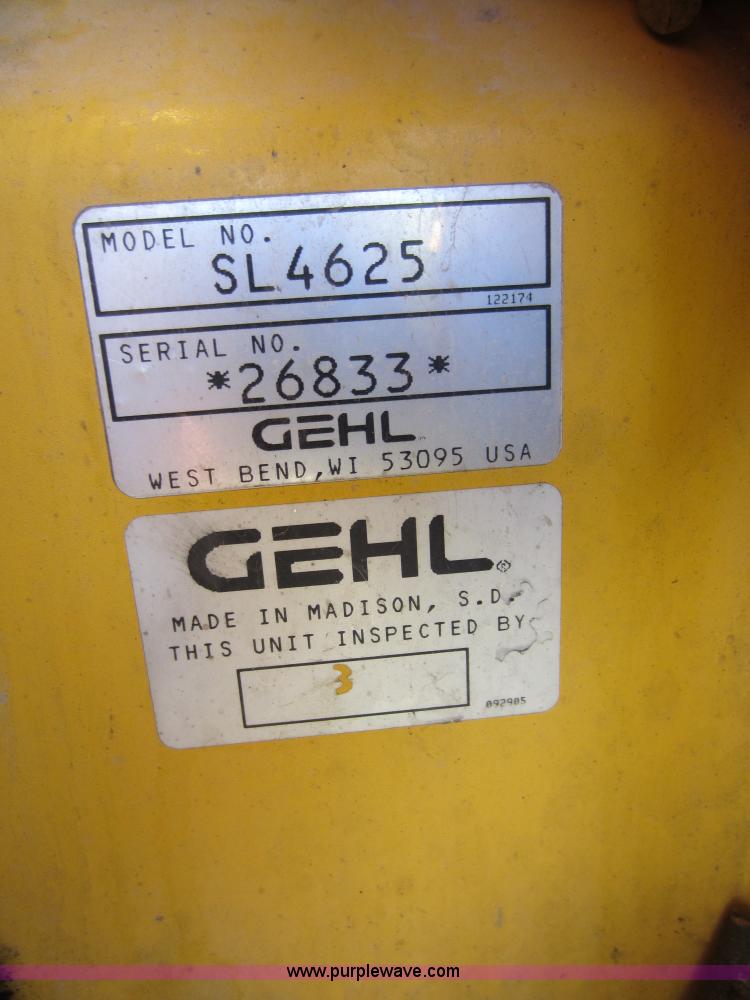 MODEL NO.
SL4625
122174
SERIAL NO.
*26833*
GEHL
WEST BEND, WI 53095 USA
GEHL®
MADE IN MADISON, S.D.
THIS UNIT INSPECTED BY
3
092905
www.purplewave.com